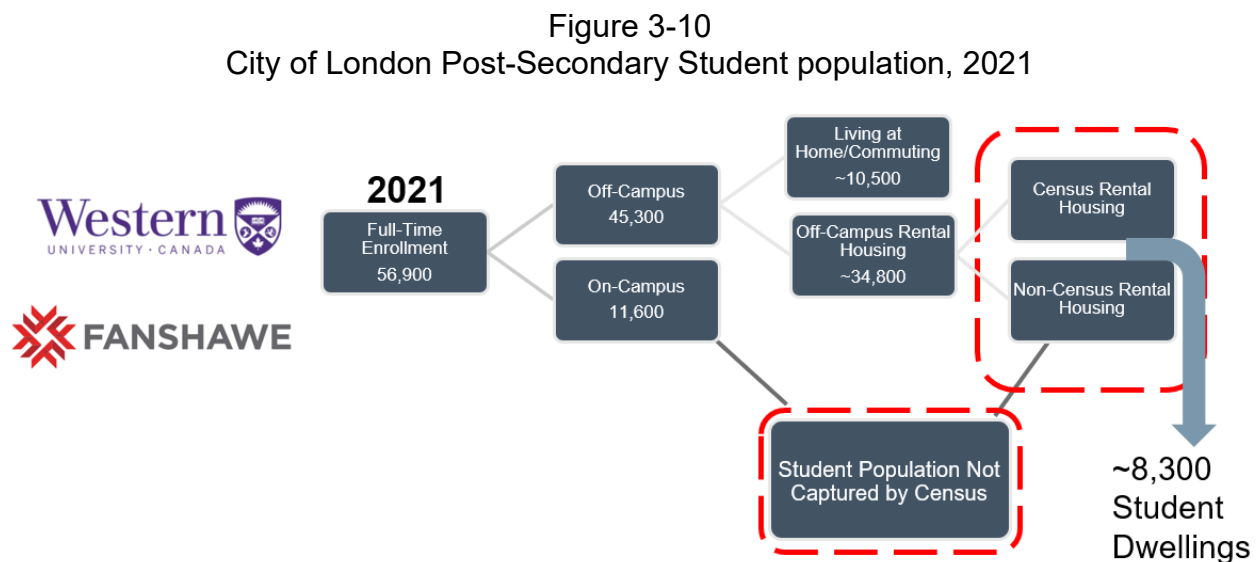 Figure 3-10
City of London Post-Secondary Student population, 2021
Western
UNIVERSITY · CANADA
FANSHAWE
2021
Full-Time
Enrollment
56,900
Off-Campus
45,300
On-Campus
11,600
Living at
Home/Commuting
~10,500
Off-Campus Rental
Housing
~34,800
Census Rental
Housing
Non-Census Rental
Housing
Student Population Not
Captured by Census
~8,300
Student
Dwellings